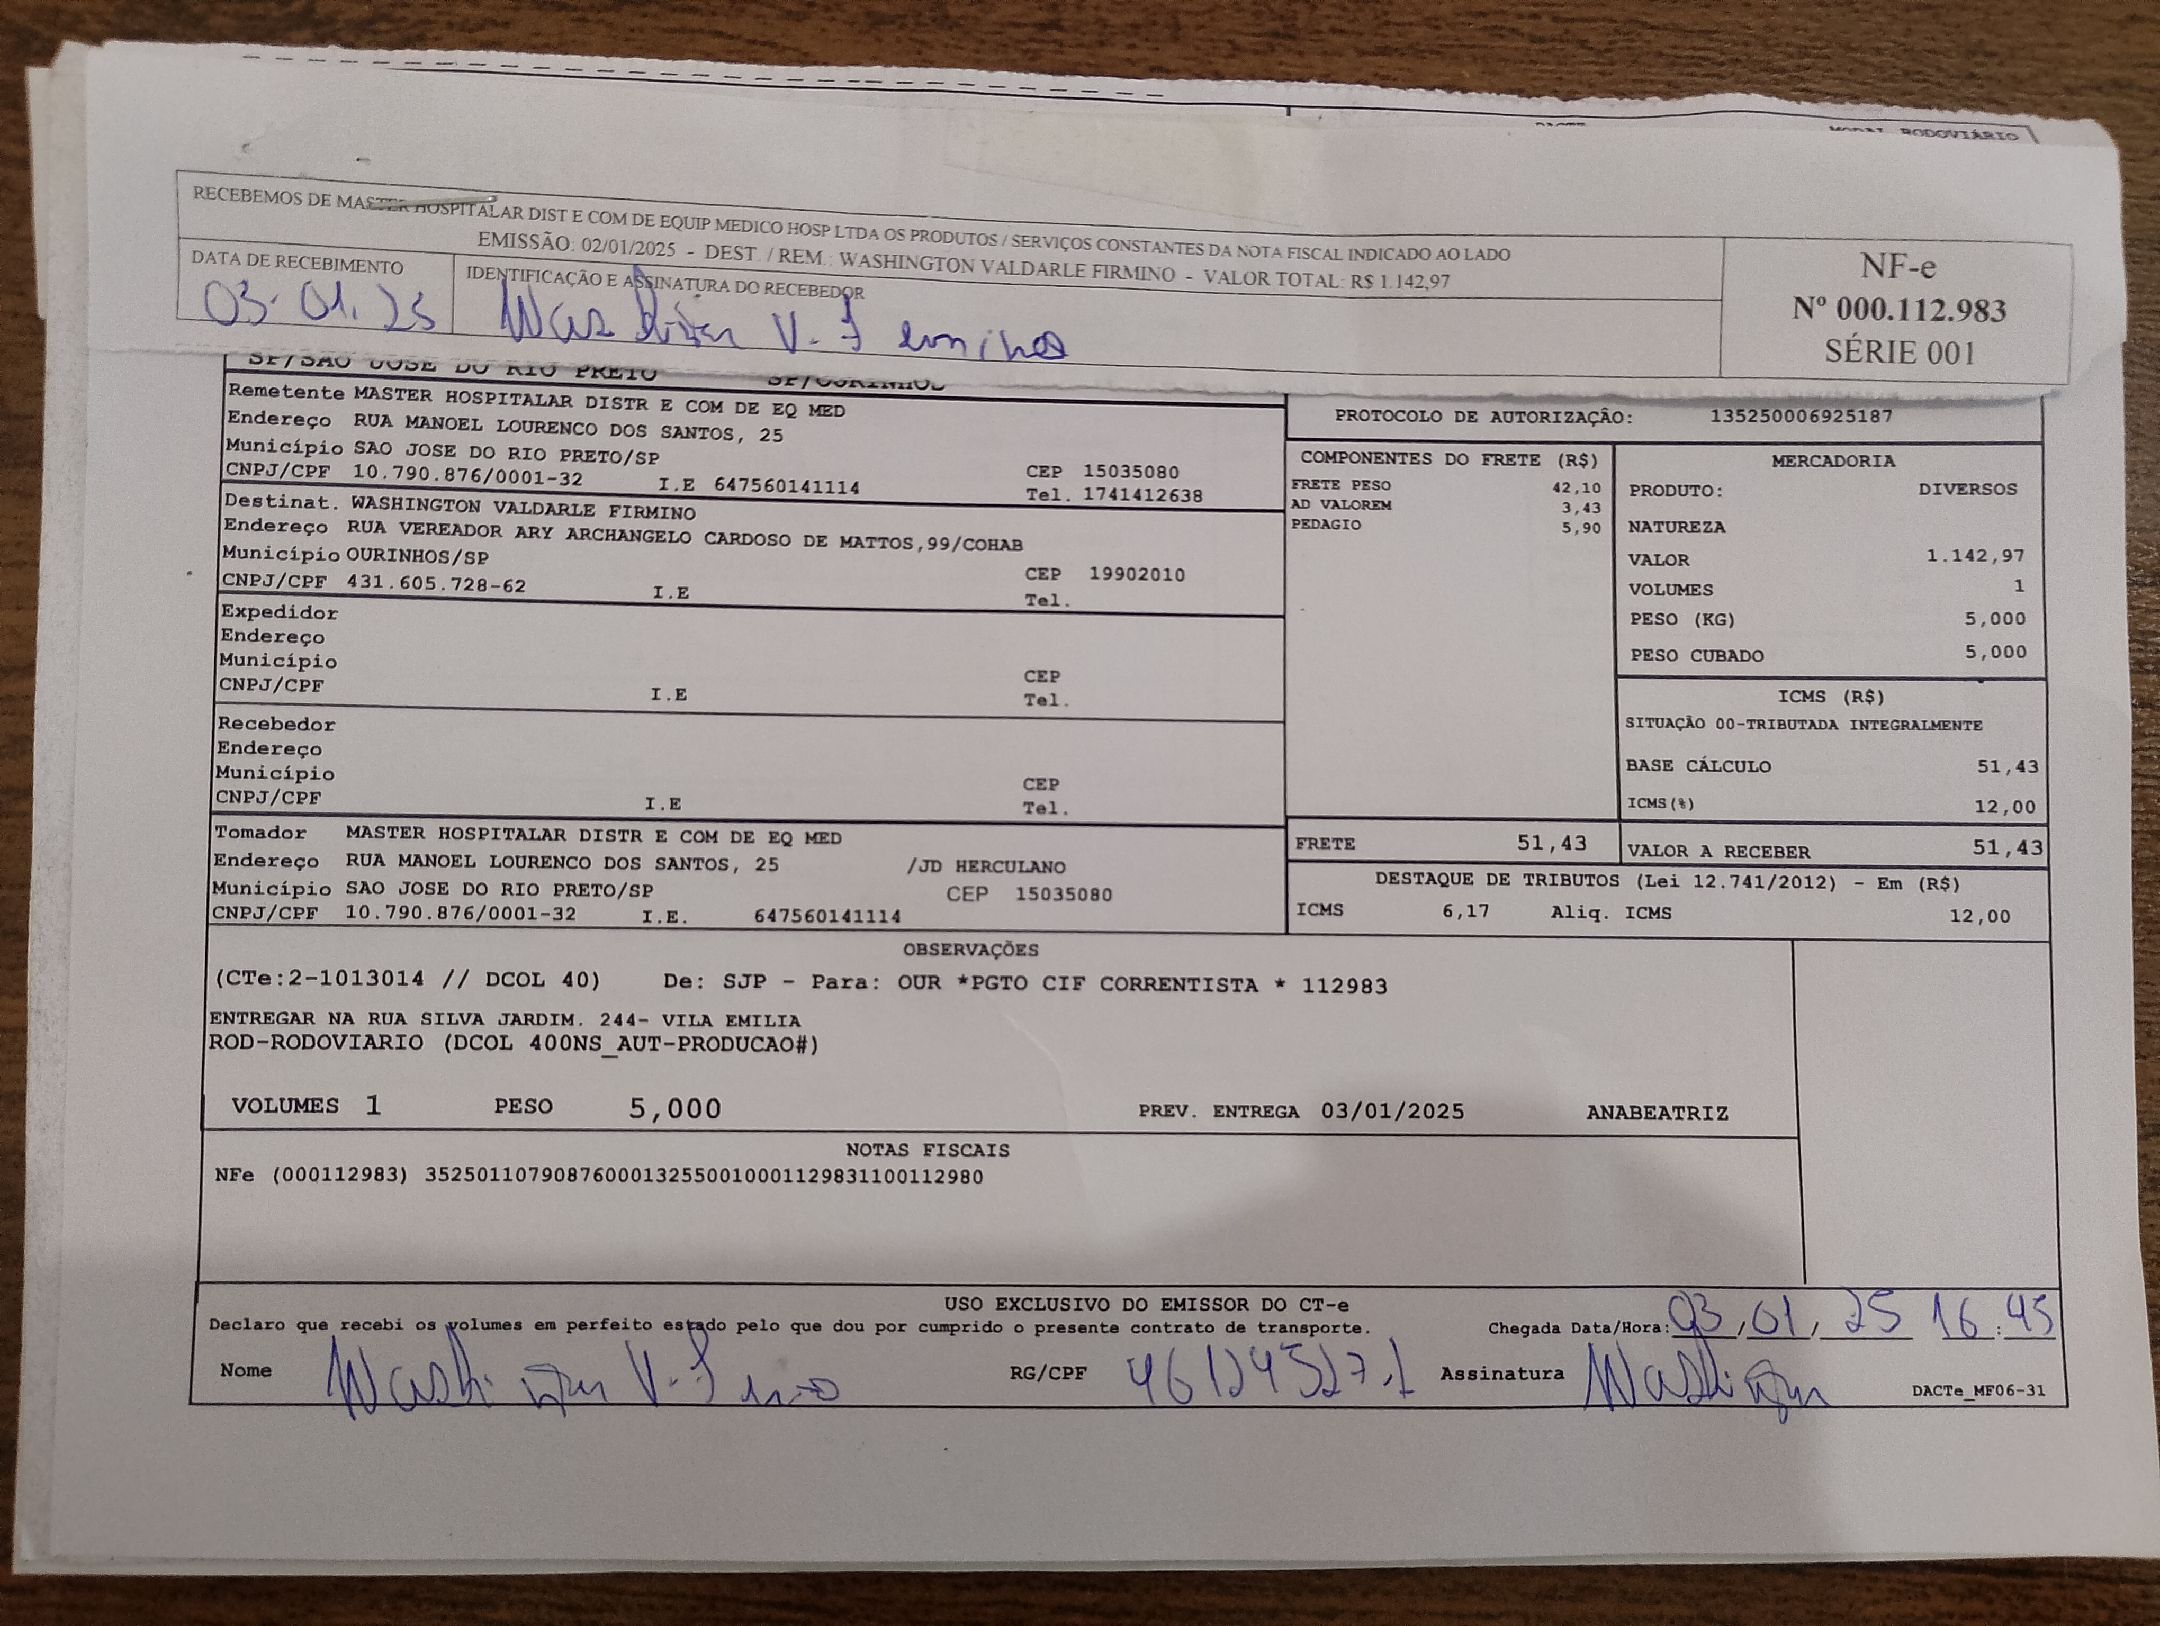 MODAL RODOVIÁRIO
RECEBEMOS DE MASTER HOSPITALAR DIST E COM DE EQUIP MEDICO HOSP LTDA OS PRODUTOS / SERVIÇOS CONSTANTES DA NOTA FISCAL INDICADO AO LADO
EMISSÃO: 02/01/2025 - DEST. / REM.: WASHINGTON VALDARLE FIRMINO - VALOR TOTAL: R$ 1.142,97
DATA DE RECEBIMENTO
03.01.25
IDENTIFICAÇÃO E ASSINATURA DO RECEBEDOR
NF-e
Nº 000.112.983
SÉRIE 001
SP/SAO JOSE DO RIO PRETO SP/OURINHOS
Remetente MASTER HOSPITALAR DISTR E COM DE EQ MED
Endereço RUA MANOEL LOURENCO DOS SANTOS, 25
Município SAO JOSE DO RIO PRETO/SP CEP 15035080
CNPJ/CPF 10.790.876/0001-32 I.E 647560141114 Tel. 1741412638
Destinat. WASHINGTON VALDARLE FIRMINO
Endereço RUA VEREADOR ARY ARCHANGELO CARDOSO DE MATTOS,99/COHAB
Município OURINHOS/SP CEP 19902010
CNPJ/CPF 431.605.728-62 I.E Tel.
Expedidor
Endereço
Município CEP
CNPJ/CPF I.E Tel.
Recebedor
Endereço
Município CEP
CNPJ/CPF I.E Tel.
Tomador MASTER HOSPITALAR DISTR E COM DE EQ MED
Endereço RUA MANOEL LOURENCO DOS SANTOS, 25 /JD HERCULANO
Município SAO JOSE DO RIO PRETO/SP CEP 15035080
CNPJ/CPF 10.790.876/0001-32 I.E. 647560141114
PROTOCOLO DE AUTORIZAÇÃO: 135250006925187
COMPONENTES DO FRETE (R$)
FRETE PESO 42,10
AD VALOREM 3,43
PEDAGIO 5,90
MERCADORIA
PRODUTO: DIVERSOS
NATUREZA
VALOR 1.142,97
VOLUMES 1
PESO (KG) 5,000
PESO CUBADO 5,000
ICMS (R$)
SITUAÇÃO 00-TRIBUTADA INTEGRALMENTE
BASE CÁLCULO 51,43
ICMS(%) 12,00
FRETE 51,43 VALOR A RECEBER 51,43
DESTAQUE DE TRIBUTOS (Lei 12.741/2012) - Em (R$)
ICMS 6,17 Aliq. ICMS 12,00
OBSERVAÇÕES
(CTe:2-1013014 // DCOL 40) De: SJP - Para: OUR *PGTO CIF CORRENTISTA * 112983
ENTREGAR NA RUA SILVA JARDIM. 244- VILA EMILIA
ROD-RODOVIARIO (DCOL 400NS_AUT-PRODUCAO#)
VOLUMES 1 PESO 5,000 PREV. ENTREGA 03/01/2025 ANABEATRIZ
NOTAS FISCAIS
NFe (000112983) 35250110790876000132550010001129831100112980
USO EXCLUSIVO DO EMISSOR DO CT-e
Declaro que recebi os volumes em perfeito estado pelo que dou por cumprido o presente contrato de transporte. Chegada Data/Hora: 03,01,25 16:45
Nome RG/CPF Assinatura DACTe_MF06-31